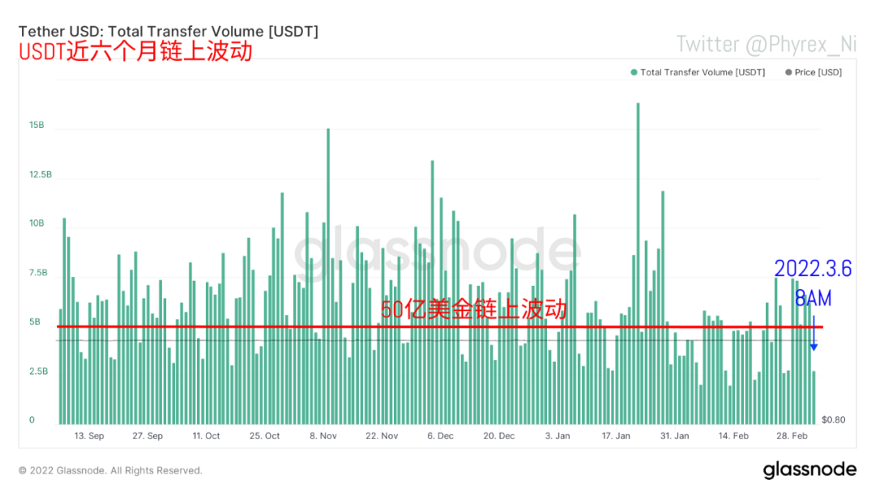 Tether USD: Total Transfer Volume [USDT]
USDT近六个月链上波动
Twitter @Phyrex_Ni
Total Transfer Volume [USDT] Price [USD]
15B
12.5B
10B
7.5B
5B
2.5B
0
glassnode
50亿美金链上波动
2022.3.6
8AM
$0.80
13. Sep 27. Sep 11. Oct 25. Oct 8. Nov 22. Nov 6. Dec 20. Dec 3. Jan 17. Jan 31. Jan 14. Feb 28. Feb
© 2022 Glassnode. All Rights Reserved.
glassnode